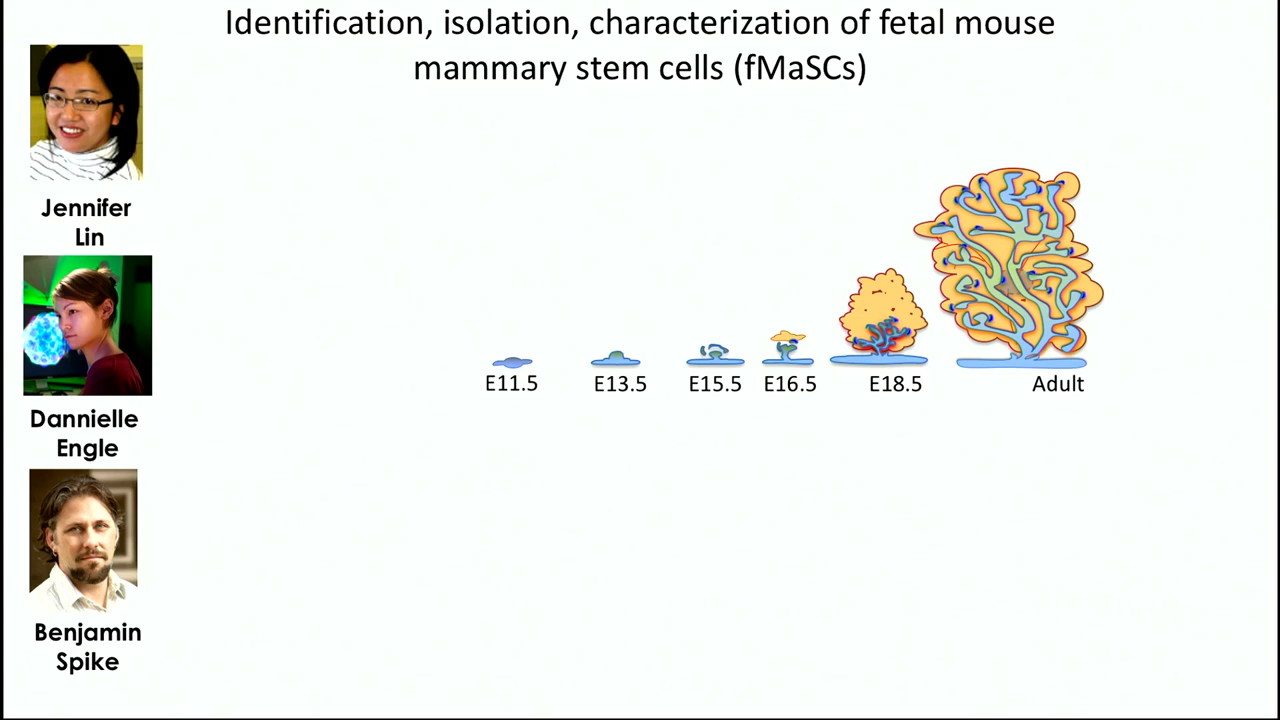 Identification, isolation, characterization of fetal mouse
mammary stem cells (fMaSCs)
Jennifer
Lin
Dannielle
Engle
Benjamin
Spike
E11.5
E13.5
E15.5
E16.5
E18.5
Adult